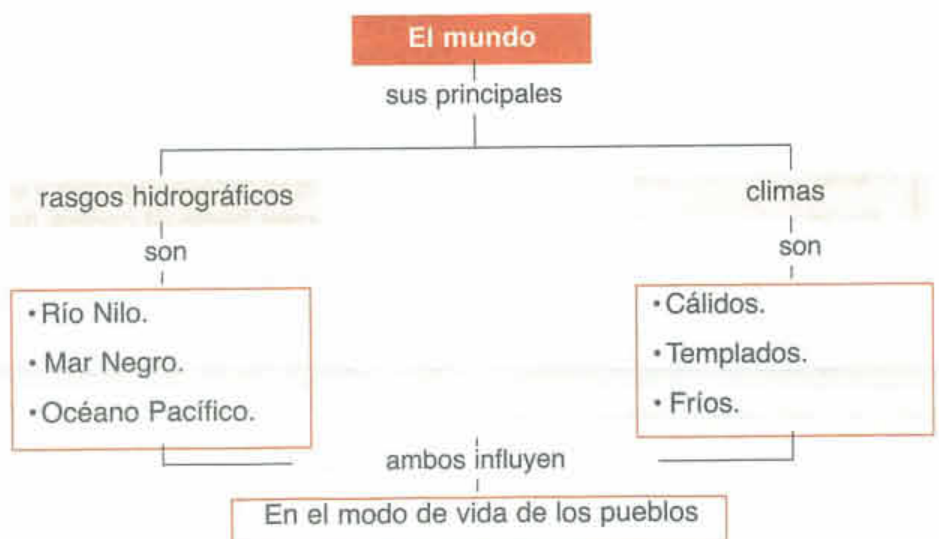 El mundo
sus principales
rasgos hidrográficos
son
• Río Nilo.
• Mar Negro.
• Océano Pacífico.
climas
son
• Cálidos.
• Templados.
• Fríos.
ambos influyen
En el modo de vida de los pueblos